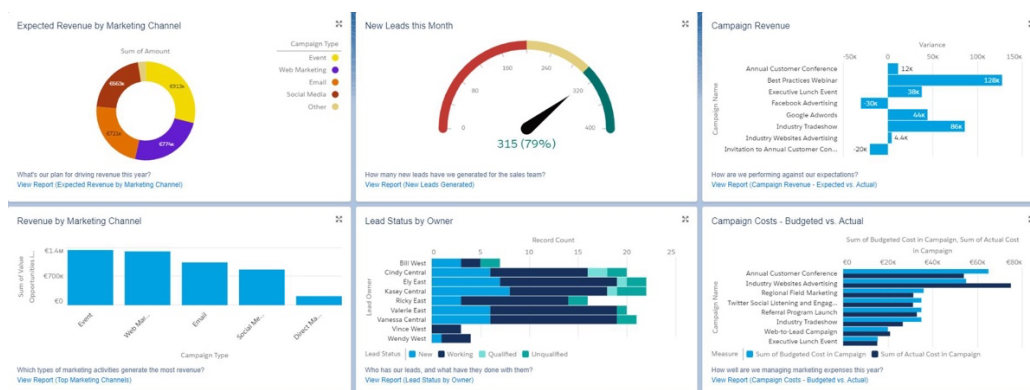 Expected Revenue by Marketing Channel
Sum of Amount
Campaign Type
Event
Web Marketing
Email
Social Media
Other
€913K
€774K
€663K
What's our plan for driving revenue this year?
View Report (Expected Revenue by Marketing Channel)
New Leads this Month
0
80
160
240
320
400
315 (79%)
How many new leads have we generated for the sales team?
View Report (New Leads Generated)
Campaign Revenue
Variance
-50K 0 50K 100K 150K
Campaign Name
Annual Customer Conference 12K
Best Practices Webinar 128K
Executive Lunch Event 38K
Facebook Advertising -30K
Google Adwords 44K
Industry Tradeshow 86K
Industry Websites Advertising 4.4K
Invitation to Annual Customer Con... -20K
How are we performing against our expectations?
View Report (Campaign Revenue - Expected vs. Actual)
Revenue by Marketing Channel
Sum of Value
Opportunities i...
€1.4M
€700K
€0
Event
Web Mar...
Email
Social Me...
Direct Ma...
Campaign Type
Which types of marketing activities generate the most revenue?
View Report (Top Marketing Channels)
Lead Status by Owner
Record Count
0 5 10 15 20 25
Lead Owner
Bill West
Cindy Central
Ely East
Kasey Central
Ricky East
Valerie East
Vanessa Central
Vince West
Wendy West
Lead Status New Working Qualified Unqualified
Who has our leads, and what have they done with them?
View Report (Lead Status by Owner)
Campaign Costs - Budgeted vs. Actual
Sum of Budgeted Cost in Campaign, Sum of Actual Cost
in Campaign
€0 €20K €40K €60K €80K
Campaign Name
Annual Customer Conference
Industry Websites Advertising
Regional Field Marketing
Twitter Social Listening and Engag...
Referral Program Launch
Industry Tradeshow
Web-to-Lead Campaign
Executive Lunch Event
Measure Sum of Budgeted Cost in Campaign Sum of Actual Cost in Campaign
How well are we managing marketing expenses this year?
View Report (Campaign Costs - Budgeted vs. Actual)